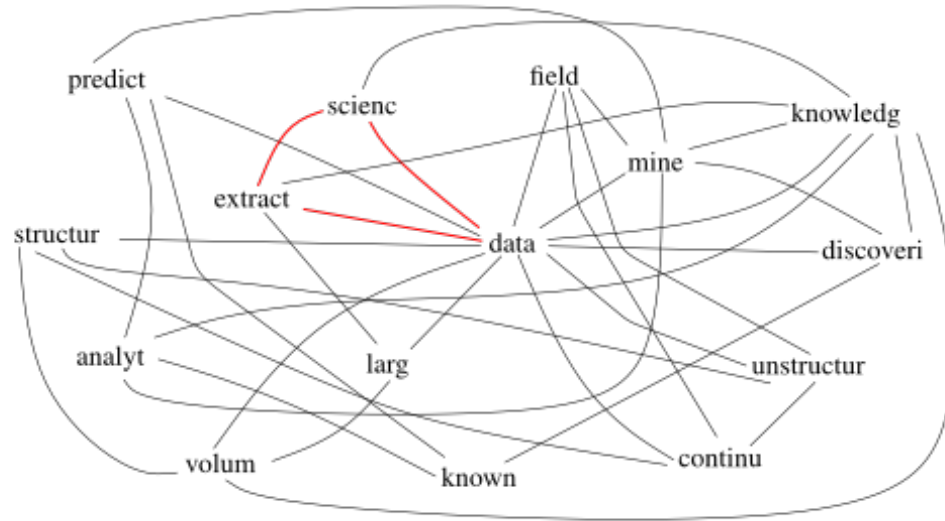 predict
scienc
field
knowledg
mine
extract
structur
data
discoveri
analyt
larg
unstructur
volum
known
continu